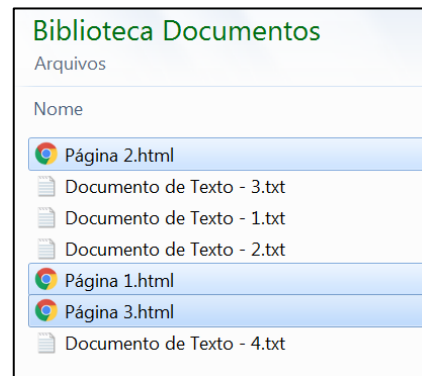 Biblioteca Documentos
Arquivos
Nome
Página 2.html
Documento de Texto - 3.txt
Documento de Texto - 1.txt
Documento de Texto - 2.txt
Página 1.html
Página 3.html
Documento de Texto - 4.txt